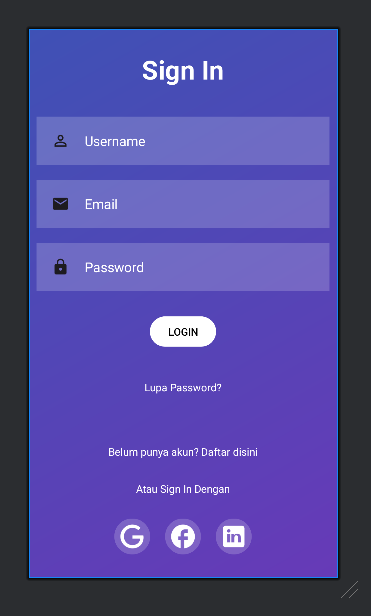 Sign In
Username
Email
Password
LOGIN
Lupa Password?
Belum punya akun? Daftar disini
Atau Sign In Dengan